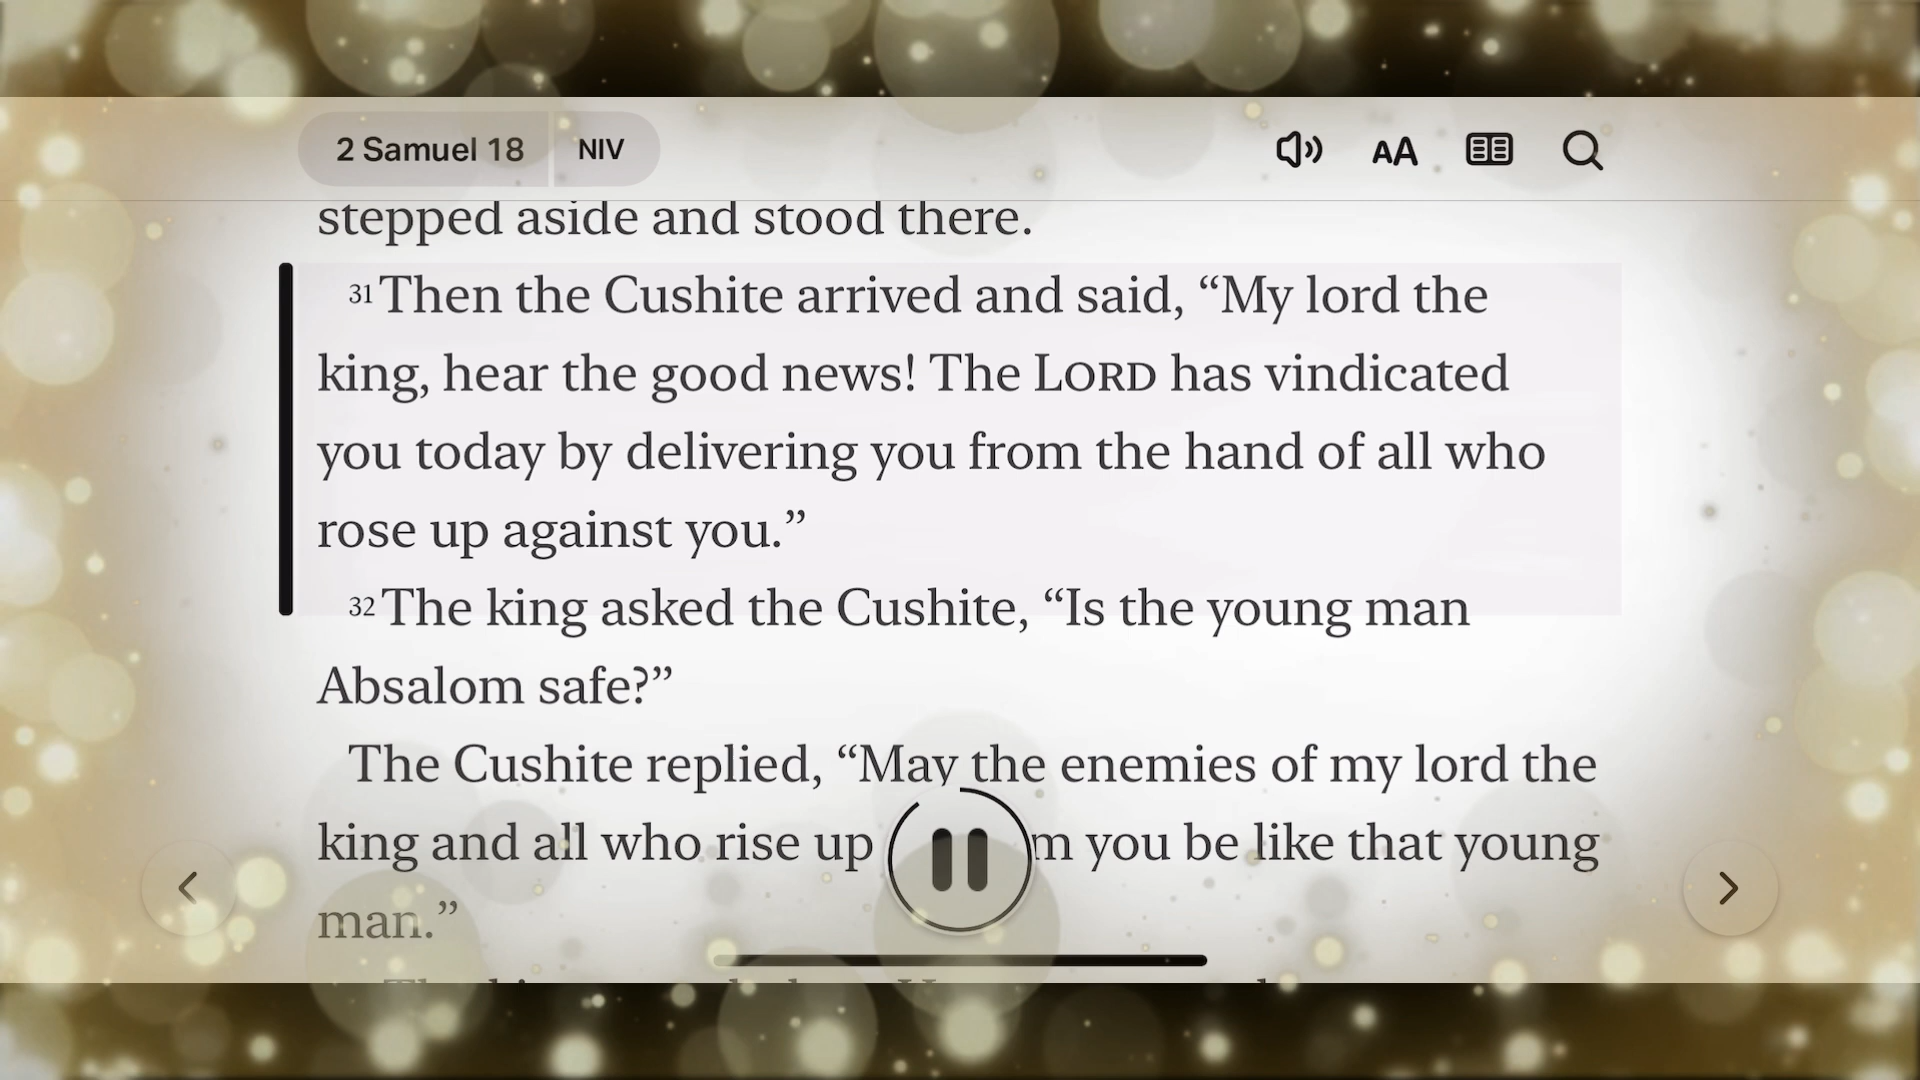 2 Samuel 18 NIV AA
stepped aside and stood there.
31 Then the Cushite arrived and said, “My lord the
king, hear the good news! The LORD has vindicated
you today by delivering you from the hand of all who
rose up against you.”
32 The king asked the Cushite, “Is the young man
Absalom safe?”
The Cushite replied, “May the enemies of my lord the
king and all who rise up you be like that young
man.”